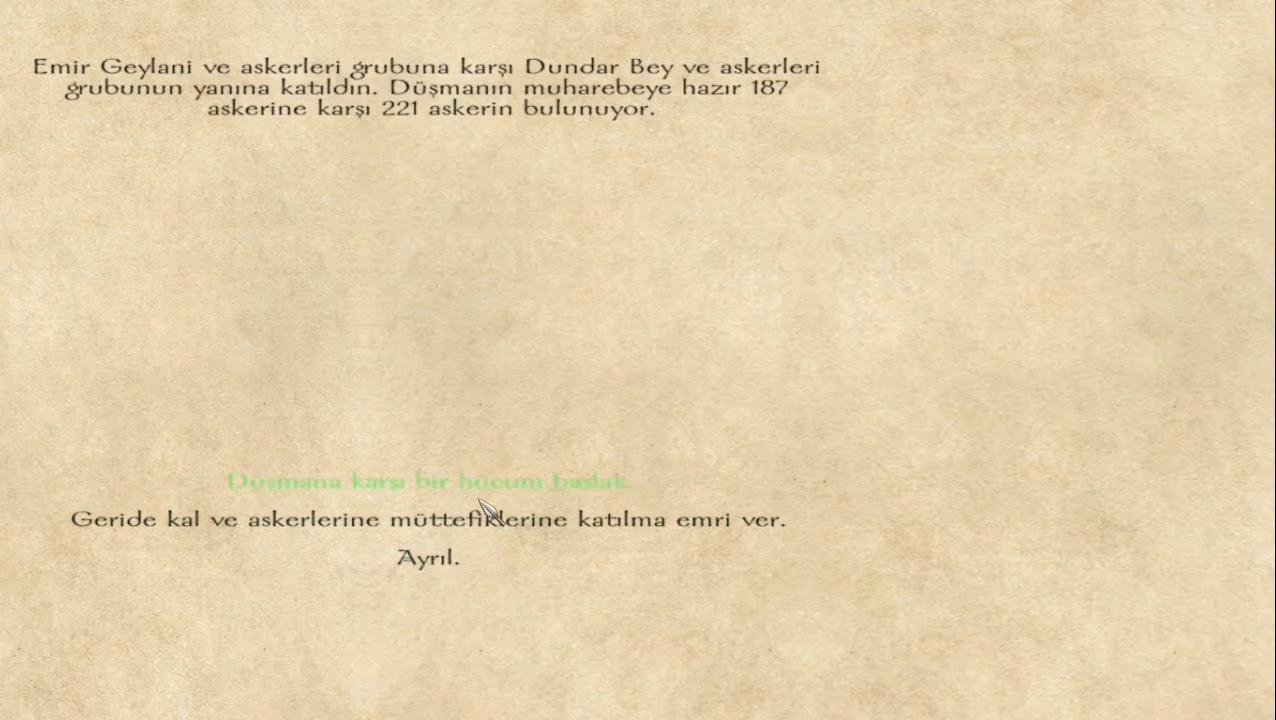 Emir Geylani ve askerleri grubuna karşı Dundar Bey ve askerleri
grubunun yanına katıldın. Düşmanın muharebeye hazır 187
askerine karşı 221 askerin bulunuyor.
Düşmana karşı bir hücum başlat.
Geride kal ve askerlerine müttefiklerine katılma emri ver.
Ayrıl.